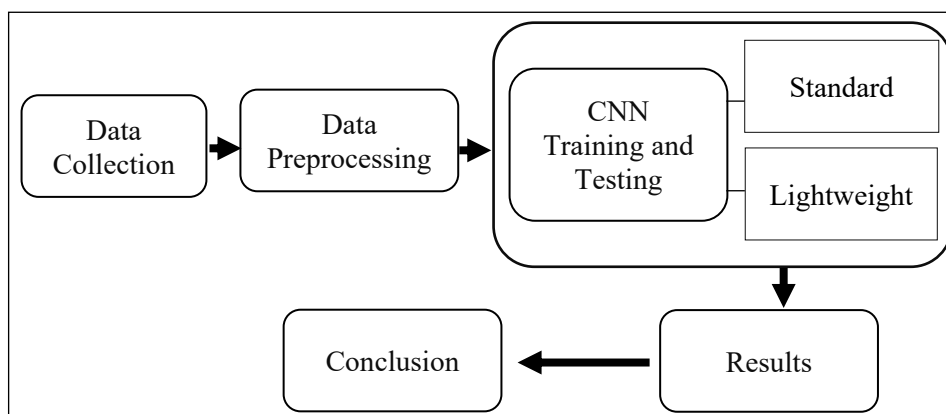 Data
Collection
Data
Preprocessing
CNN
Training and
Testing
Standard
Lightweight
Results
Conclusion